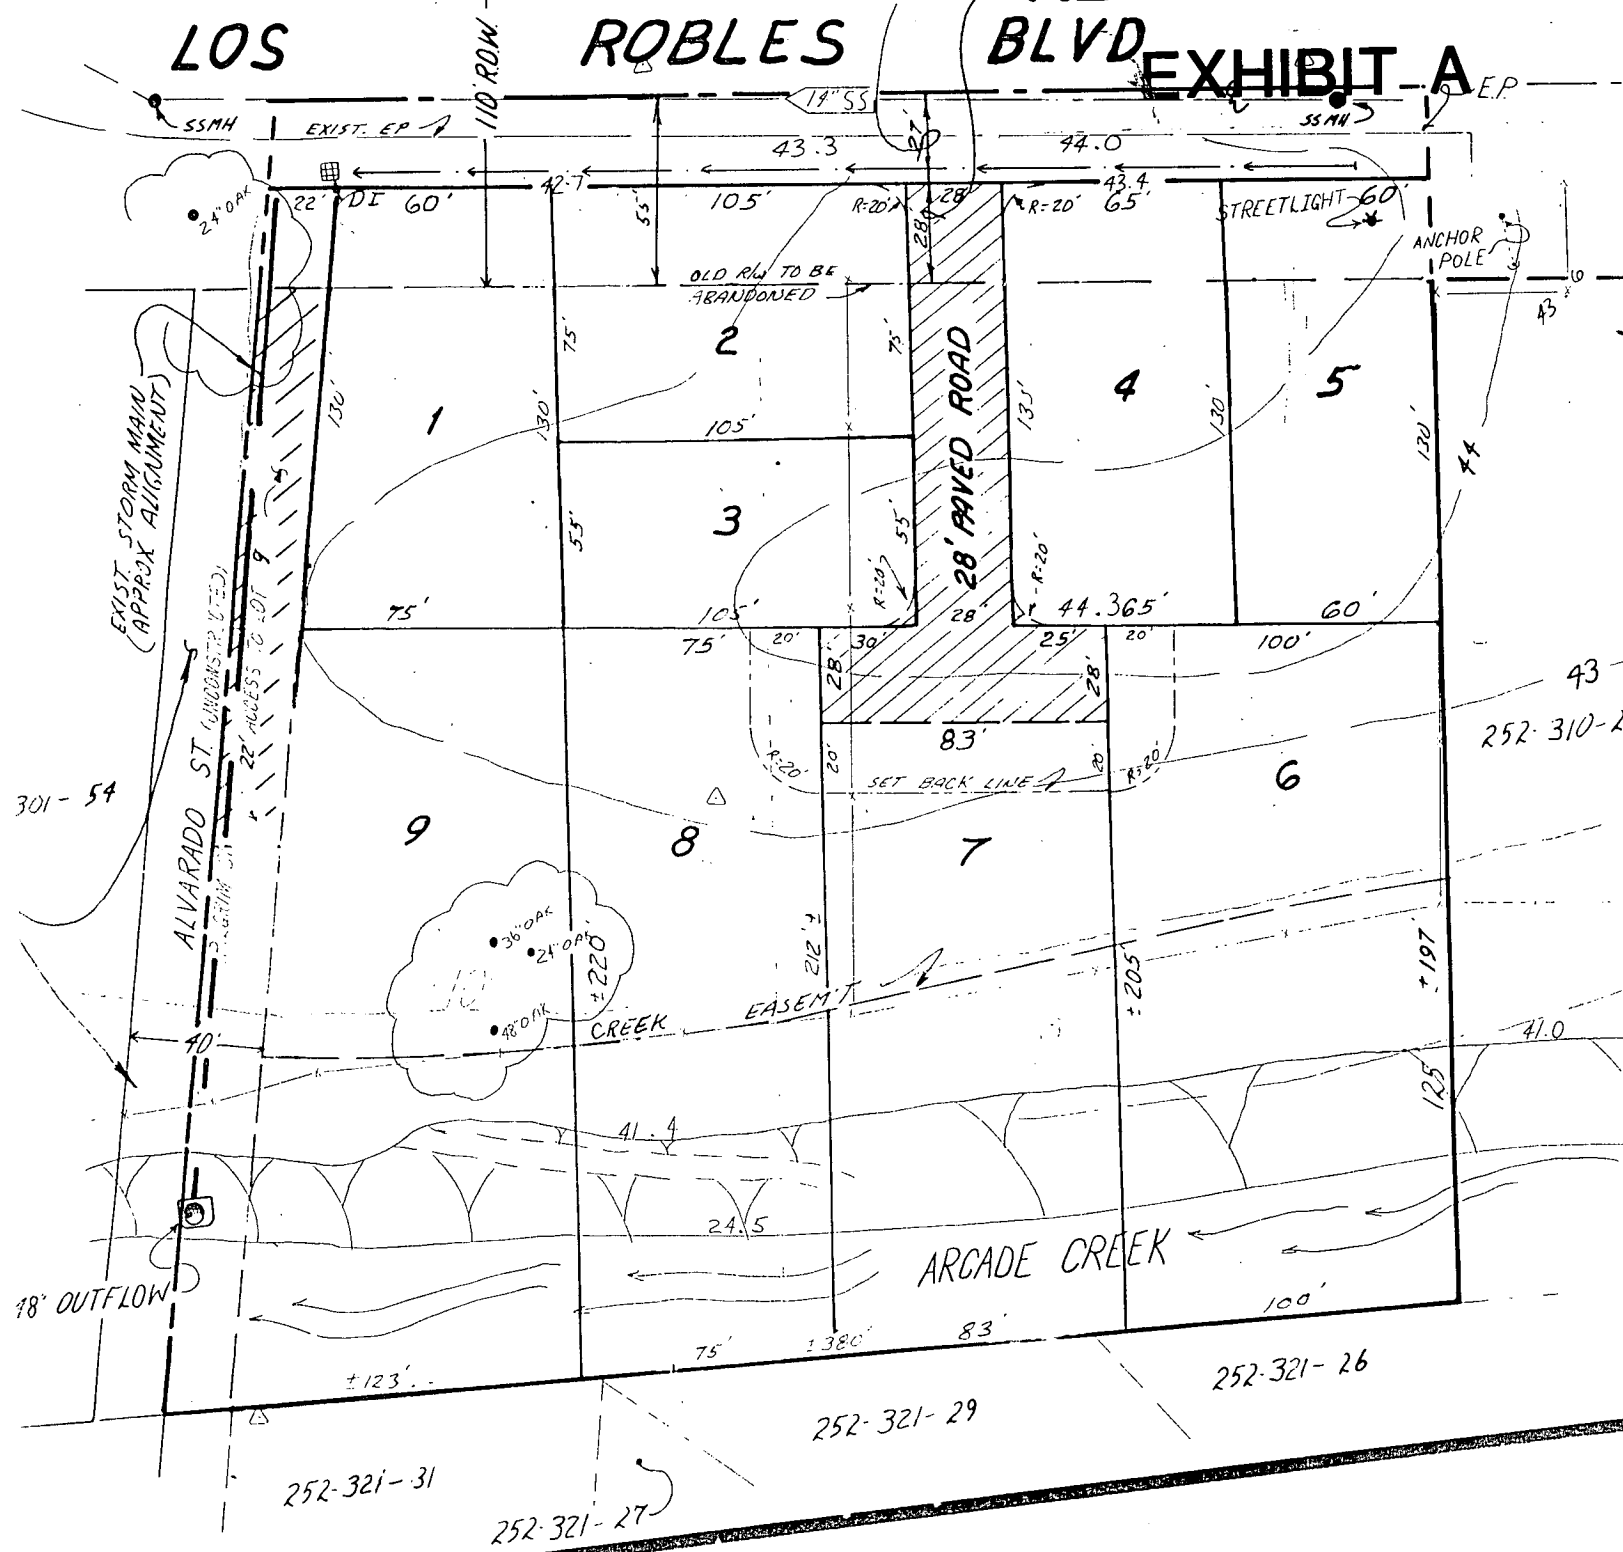 LOS ROBLES BLVD
EXHIBIT A
110' R.O.W.
14" SS
E.P.
SSMH
EXIST. EP
SSMH
43.3
44.0
27'
24" OAK
22'
DI
60'
42.7
55'
105'
R=20'
28'
28'
R=20'
43.4
65'
STREETLIGHT
60'
ANCHOR
POLE
OLD R/W TO BE
ABANDONED
43
EXIST. STORM MAIN
(APPROX ALIGNMENT)
130'
1
130'
75'
2
75'
105'
28' PAVED ROAD
135'
4
130'
5
130'
44
3
55'
55'
R=20'
R=20'
75'
105'
28'
44.365'
60'
75'
20'
30'
25'
20'
100'
28'
28'
83'
43
252-310-2
ALVARADO ST. (UNCONSTRUCTED)
22' ACCESS TO LOT 9
R=20'
20'
20'
R=20'
SET BACK LINE
6
301-54
9
8
7
36" OAK
24" OAK
48" OAK
±220'
212'±
±205'
±197
CREEK EASEM'T
40'
41.0
125
41.4
24.5
ARCADE CREEK
18" OUTFLOW
±123'
75'
±380'
83'
100'
252-321-26
252-321-29
252-321-31
252-321-27